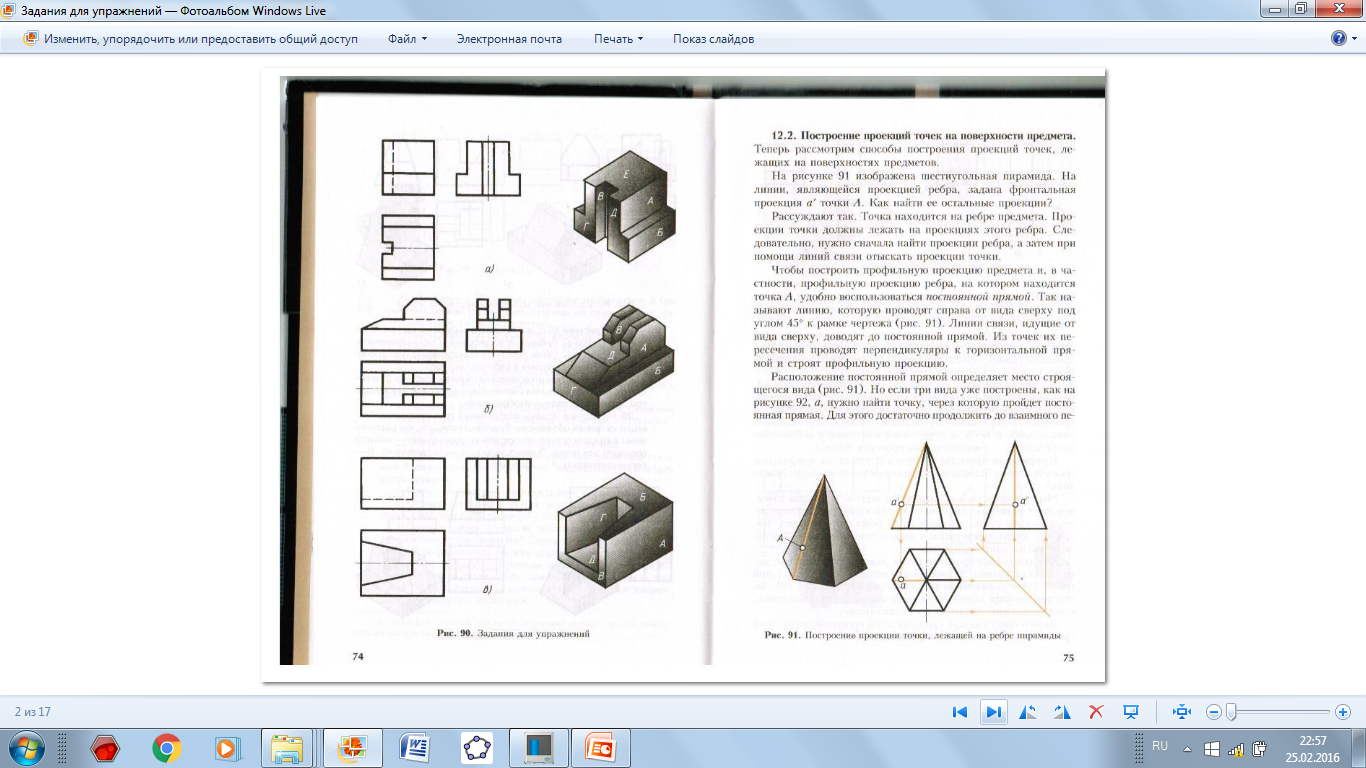 Задания для упражнений — Фотоальбом Windows Live
Изменить, упорядочить или предоставить общий доступ
Файл
Электронная почта
Печать
Показ слайдов
а)
Е
В
А
Д
Г
Б
б)
В
А
Д
Б
Г
в)
Б
Г
А
Д
В
Рис. 90. Задания для упражнений
74
12.2. Построение проекций точек на поверхности предмета.
Теперь рассмотрим способы построения проекций точек, ле-
жащих на поверхностях предметов.
На рисунке 91 изображена шестиугольная пирамида. На
линии, являющейся проекцией ребра, задана фронтальная
проекция а′ точки А. Как найти ее остальные проекции?
Рассуждают так. Точка находится на ребре предмета. Про-
екции точки должны лежать на проекциях этого ребра. Сле-
довательно, нужно сначала найти проекции ребра, а затем при
помощи линий связи отыскать проекции точки.
Чтобы построить профильную проекцию предмета и, в ча-
стности, профильную проекцию ребра, на котором находится
точка А, удобно воспользоваться постоянной прямой. Так на-
зывают линию, которую проводят справа от вида сверху под
углом 45° к рамке чертежа (рис. 91). Линии связи, идущие от
вида сверху, доводят до постоянной прямой. Из точек их пе-
ресечения проводят перпендикуляры к горизонтальной пря-
мой и строят профильную проекцию.
Расположение постоянной прямой определяет место строя-
щегося вида (рис. 91). Но если три вида уже построены, как на
рисунке 92, а, нужно найти точку, через которую пройдет посто-
янная прямая. Для этого достаточно продолжить до взаимного пе-
А
а′
а″
а
Рис. 91. Построение проекции точки, лежащей на ребре пирамиды
75
2 из 17
RU
22:57
25.02.2016